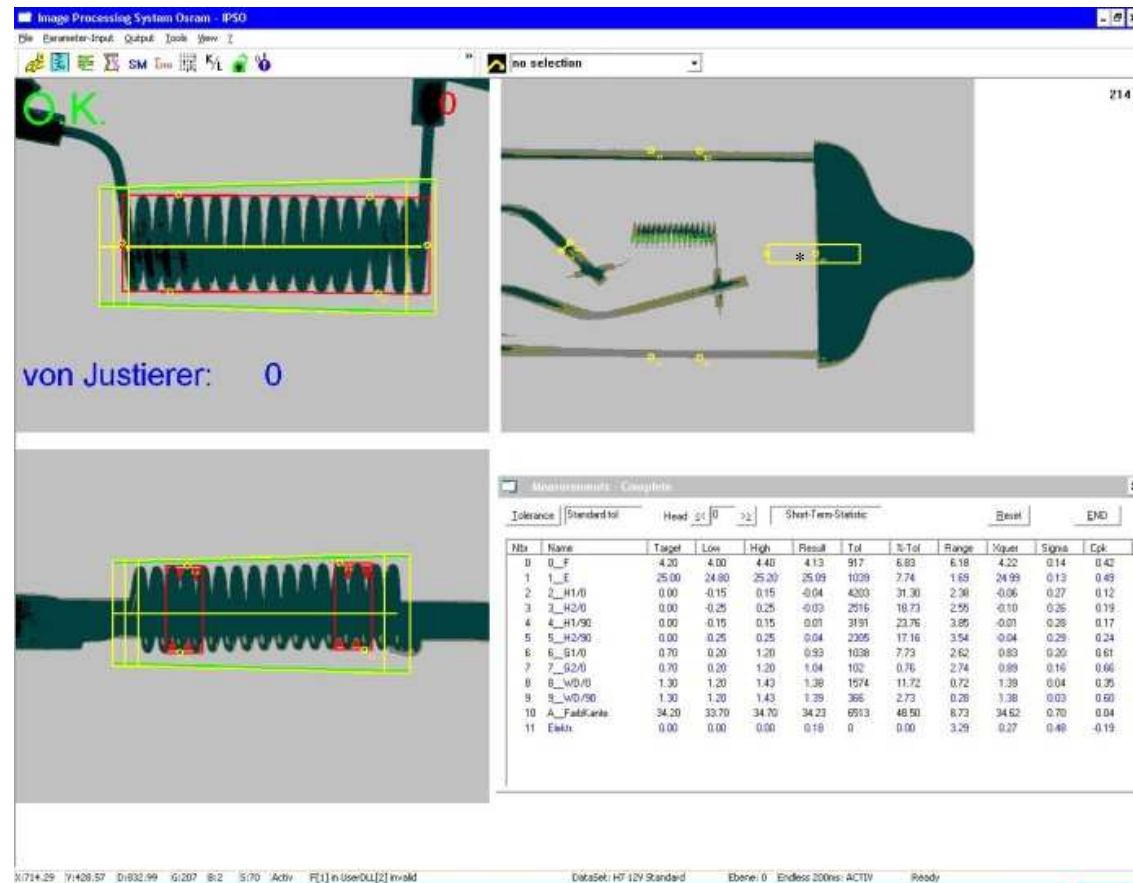 Image Processing System Osram - IPSO
File Parameter-Input Output Tools View ?
SM K/L » no selection
O.K. 0
214
*
von Justierer: 0
Measurements - Complete
Tolerance Standard tol Head << 0 >> Short-Term-Statistic Reset END
Nbr Name Target Low High Result Tol %-Tol Range Xquer Sigma Cpk
0 0__F 4.20 4.00 4.40 4.13 917 6.83 6.18 4.22 0.14 0.42
1 1__E 25.00 24.80 25.20 25.09 1039 7.74 1.69 24.99 0.13 0.49
2 2__H1/0 0.00 -0.15 0.15 -0.04 4203 31.30 2.38 -0.06 0.27 0.12
3 3__H2/0 0.00 -0.25 0.25 -0.03 2516 18.73 2.55 -0.10 0.26 0.19
4 4__H1/90 0.00 -0.15 0.15 0.01 3191 23.76 3.85 -0.01 0.28 0.17
5 5__H2/90 0.00 -0.25 0.25 0.04 2305 17.16 3.54 -0.04 0.29 0.24
6 6__G1/0 0.70 0.20 1.20 0.93 1038 7.73 2.62 0.83 0.20 0.61
7 7__G2/0 0.70 0.20 1.20 1.04 102 0.76 2.74 0.89 0.16 0.66
8 8__WD/0 1.30 1.20 1.43 1.38 1574 11.72 0.72 1.39 0.04 0.35
9 9__WD/90 1.30 1.20 1.43 1.39 366 2.73 0.28 1.38 0.03 0.60
10 A__FarbKante 34.20 33.70 34.70 34.23 6513 48.50 8.73 34.62 0.70 0.04
11 Elektr. 0.00 0.00 0.00 0.18 0 0.00 3.29 0.27 0.48 -0.19
X:714.29 Y:428.57 D:832.99 G:207 B:2 S:70 Activ F[1] in UserDLL[2] invalid DataSet: H7 12V Standard Ebene: 0 Endless 200ms: ACTIV Ready